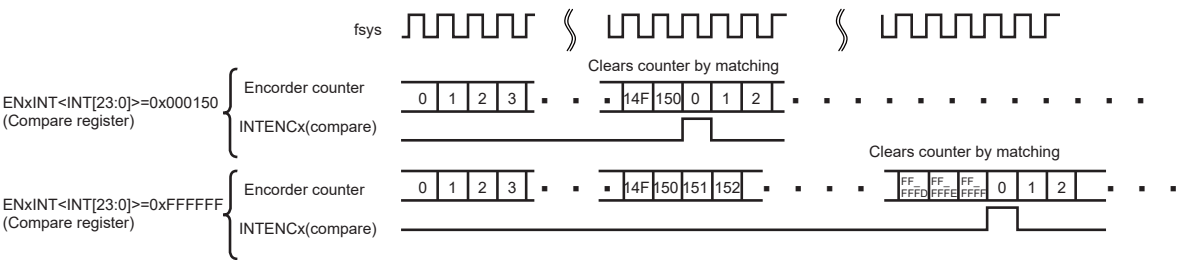 fsys
Clears counter by matching
ENxINT<INT[23:0]>=0x000150
(Compare register)
Encorder counter
0 1 2 3 14F 150 0 1 2
INTENCx(compare)
Clears counter by matching
ENxINT<INT[23:0]>=0xFFFFFF
(Compare register)
Encorder counter
0 1 2 3 14F 150 151 152 FF_FFFD FF_FFFE FF_FFFF 0 1 2
INTENCx(compare)